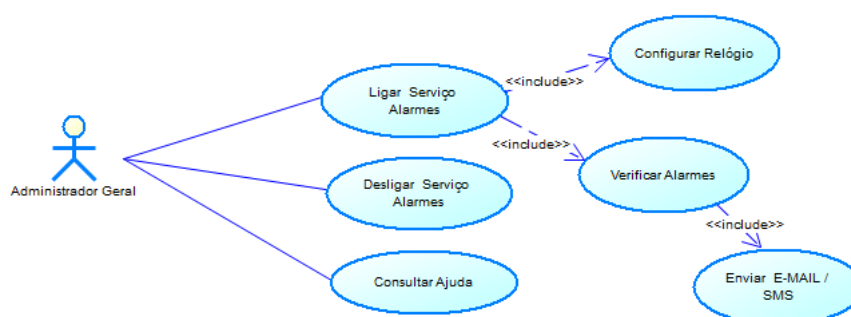 Configurar Relógio
<<include>>
Ligar Serviço
Alarmes
<<include>>
Administrador Geral
Desligar Serviço
Alarmes
Verificar Alarmes
<<include>>
Consultar Ajuda
Enviar E-MAIL /
SMS